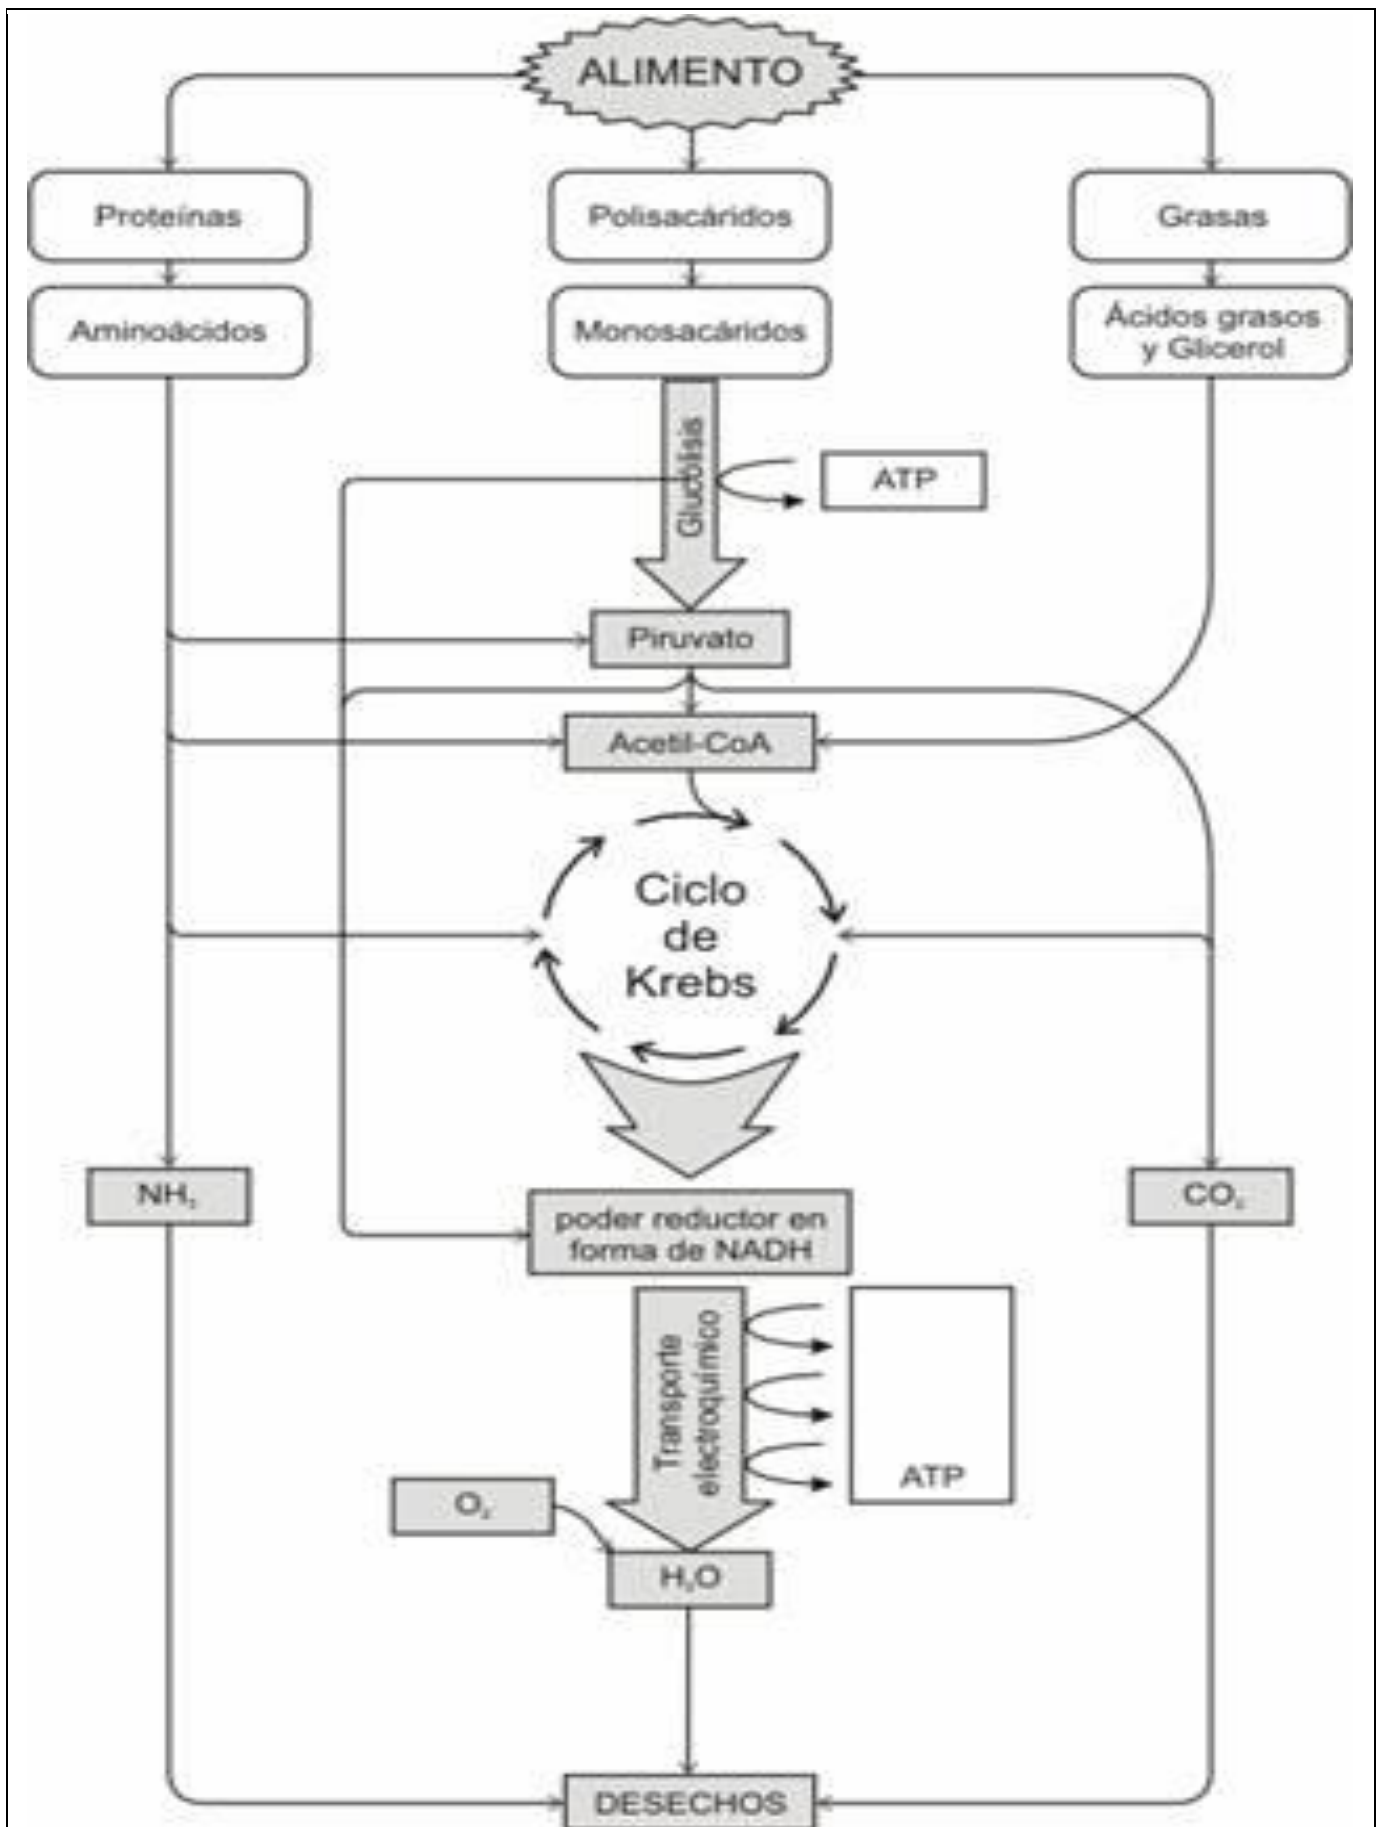 ALIMENTO
Proteínas
Polisacáridos
Grasas
Aminoácidos
Monosacáridos
Ácidos grasos
y Glicerol
Glucólisis
ATP
Piruvato
Acetil-CoA
Ciclo
de
Krebs
NH₃
CO₂
poder reductor en
forma de NADH
Transporte
electroquímico
ATP
O₂
H₂O
DESECHOS